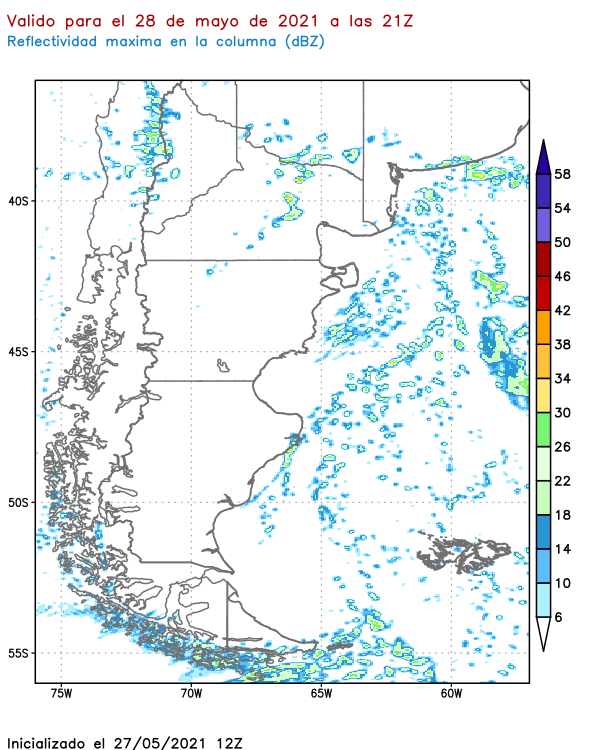 Valido para el 28 de mayo de 2021 a las 21Z
Reflectividad maxima en la columna (dBZ)
58
54
50
46
42
38
34
30
26
22
18
14
10
6
40S
45S
50S
55S
75W
70W
65W
60W
Inicializado el 27/05/2021 12Z